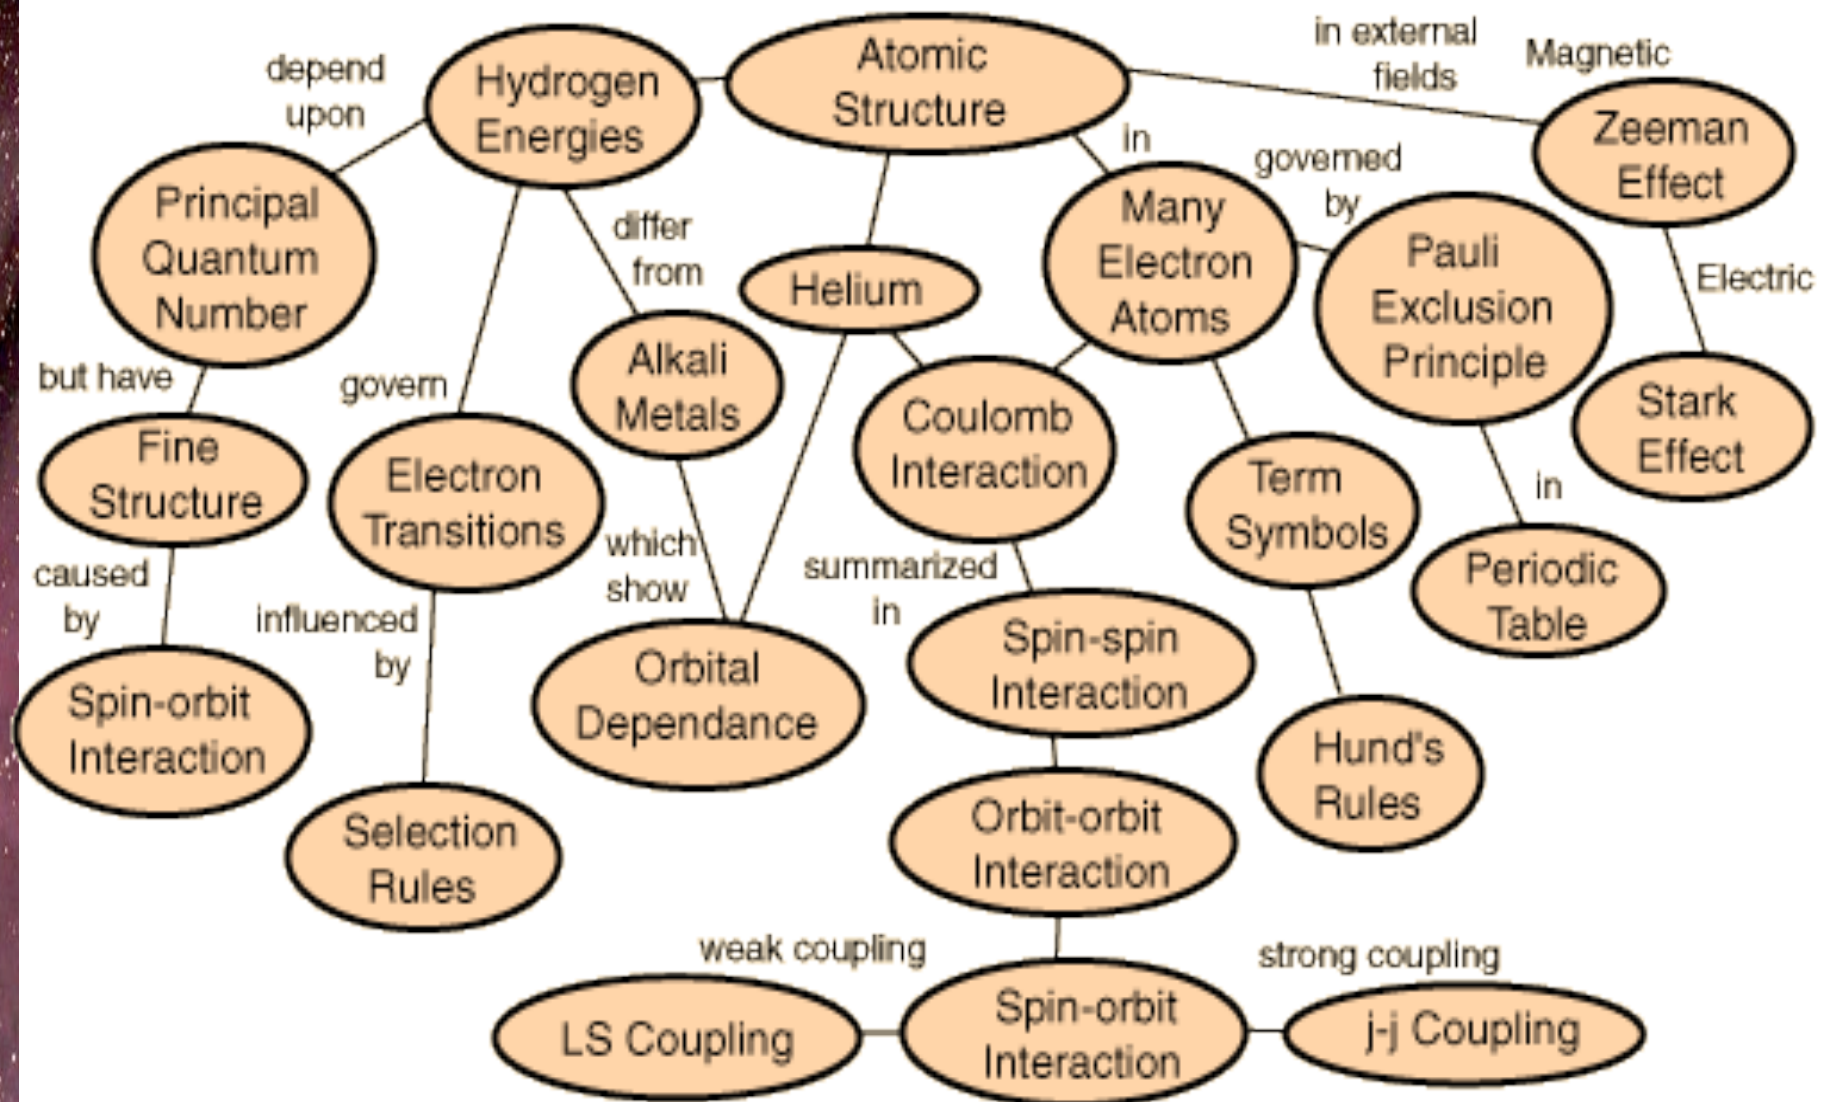 in external
fields
Magnetic
depend
upon
Hydrogen
Energies
Atomic
Structure
in
governed
by
Zeeman
Effect
Principal
Quantum
Number
differ
from
Helium
Many
Electron
Atoms
Pauli
Exclusion
Principle
Electric
but have
govern
Alkali
Metals
Coulomb
Interaction
Stark
Effect
Fine
Structure
Electron
Transitions
Term
Symbols
in
which
show
summarized
in
Periodic
Table
caused
by
influenced
by
Spin-orbit
Interaction
Orbital
Dependance
Spin-spin
Interaction
Hund's
Rules
Selection
Rules
Orbit-orbit
Interaction
weak coupling
strong coupling
LS Coupling
Spin-orbit
Interaction
j-j Coupling